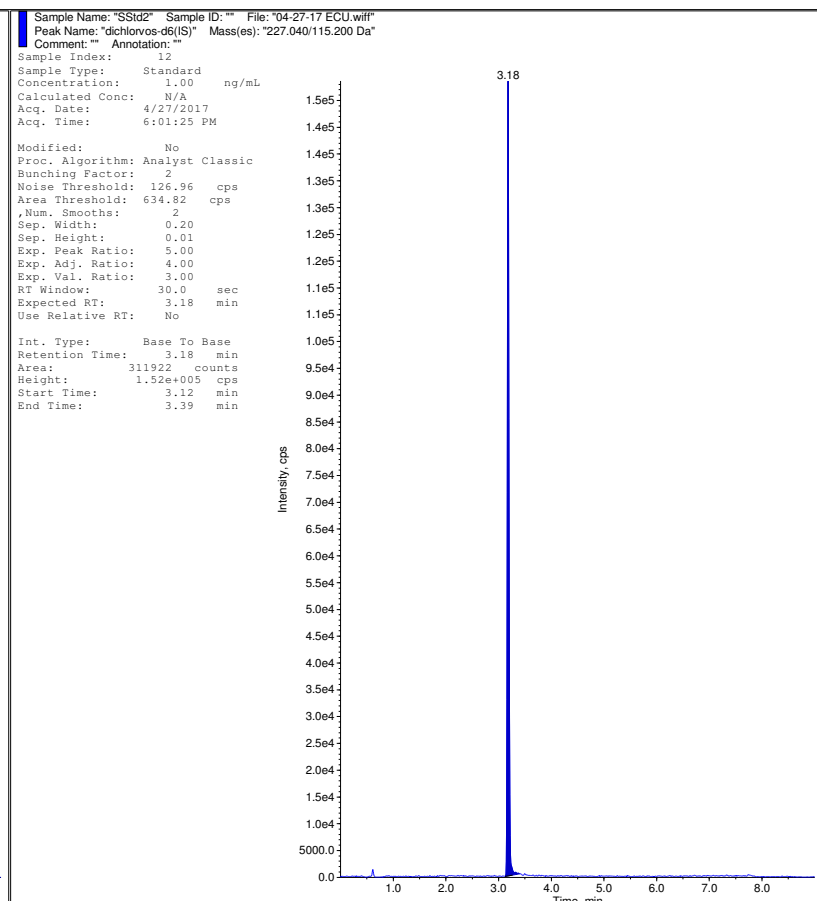 Sample Name: "SStd2" Sample ID: "" File: "04-27-17 ECU.wiff"
Peak Name: "dichlorvos-d6(IS)" Mass(es): "227.040/115.200 Da"
Comment: "" Annotation: ""
Sample Index: 12
Sample Type: Standard
Concentration: 1.00 ng/mL
Calculated Conc: N/A
Acq. Date: 4/27/2017
Acq. Time: 6:01:25 PM
Modified: No
Proc. Algorithm: Analyst Classic
Bunching Factor: 2
Noise Threshold: 126.96 cps
Area Threshold: 634.82 cps
,Num. Smooths: 2
Sep. Width: 0.20
Sep. Height: 0.01
Exp. Peak Ratio: 5.00
Exp. Adj. Ratio: 4.00
Exp. Val. Ratio: 3.00
RT Window: 30.0 sec
Expected RT: 3.18 min
Use Relative RT: No
Int. Type: Base To Base
Retention Time: 3.18 min
Area: 311922 counts
Height: 1.52e+005 cps
Start Time: 3.12 min
End Time: 3.39 min
3.18
1.5e5
1.4e5
1.4e5
1.3e5
1.3e5
1.2e5
1.2e5
1.1e5
1.1e5
1.0e5
9.5e4
9.0e4
8.5e4
8.0e4
7.5e4
7.0e4
6.5e4
6.0e4
5.5e4
5.0e4
4.5e4
4.0e4
3.5e4
3.0e4
2.5e4
2.0e4
1.5e4
1.0e4
5000.0
0.0
Intensity, cps
1.0 2.0 3.0 4.0 5.0 6.0 7.0 8.0
Time, min